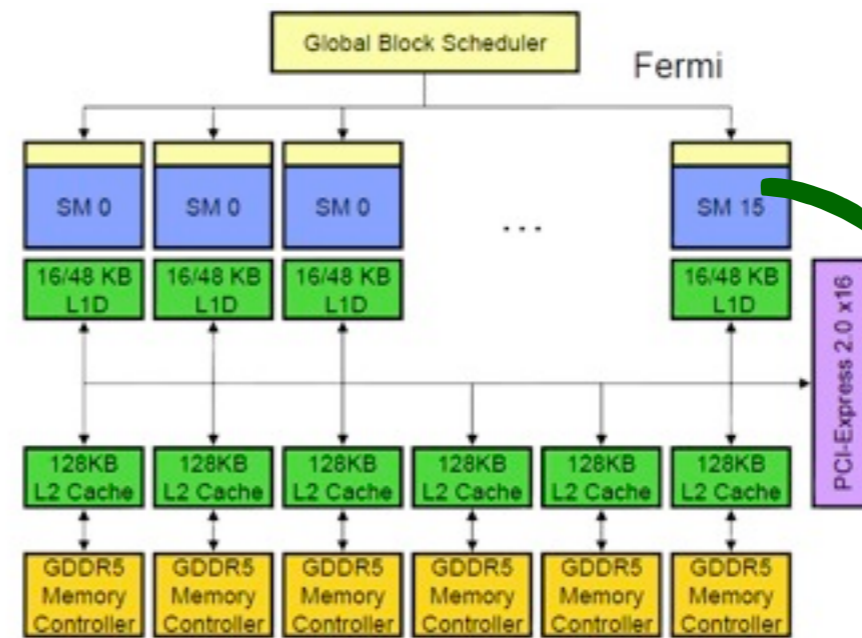 Global Block Scheduler
Fermi
SM 0
SM 0
SM 0
...
SM 15
16/48 KB
L1D
16/48 KB
L1D
16/48 KB
L1D
16/48 KB
L1D
PCI-Express 2.0 x16
128KB
L2 Cache
128KB
L2 Cache
128KB
L2 Cache
128KB
L2 Cache
128KB
L2 Cache
128KB
L2 Cache
GDDR5
Memory
Controller
GDDR5
Memory
Controller
GDDR5
Memory
Controller
GDDR5
Memory
Controller
GDDR5
Memory
Controller
GDDR5
Memory
Controller